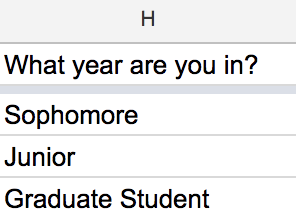 H
What year are you in?
Sophomore
Junior
Graduate Student